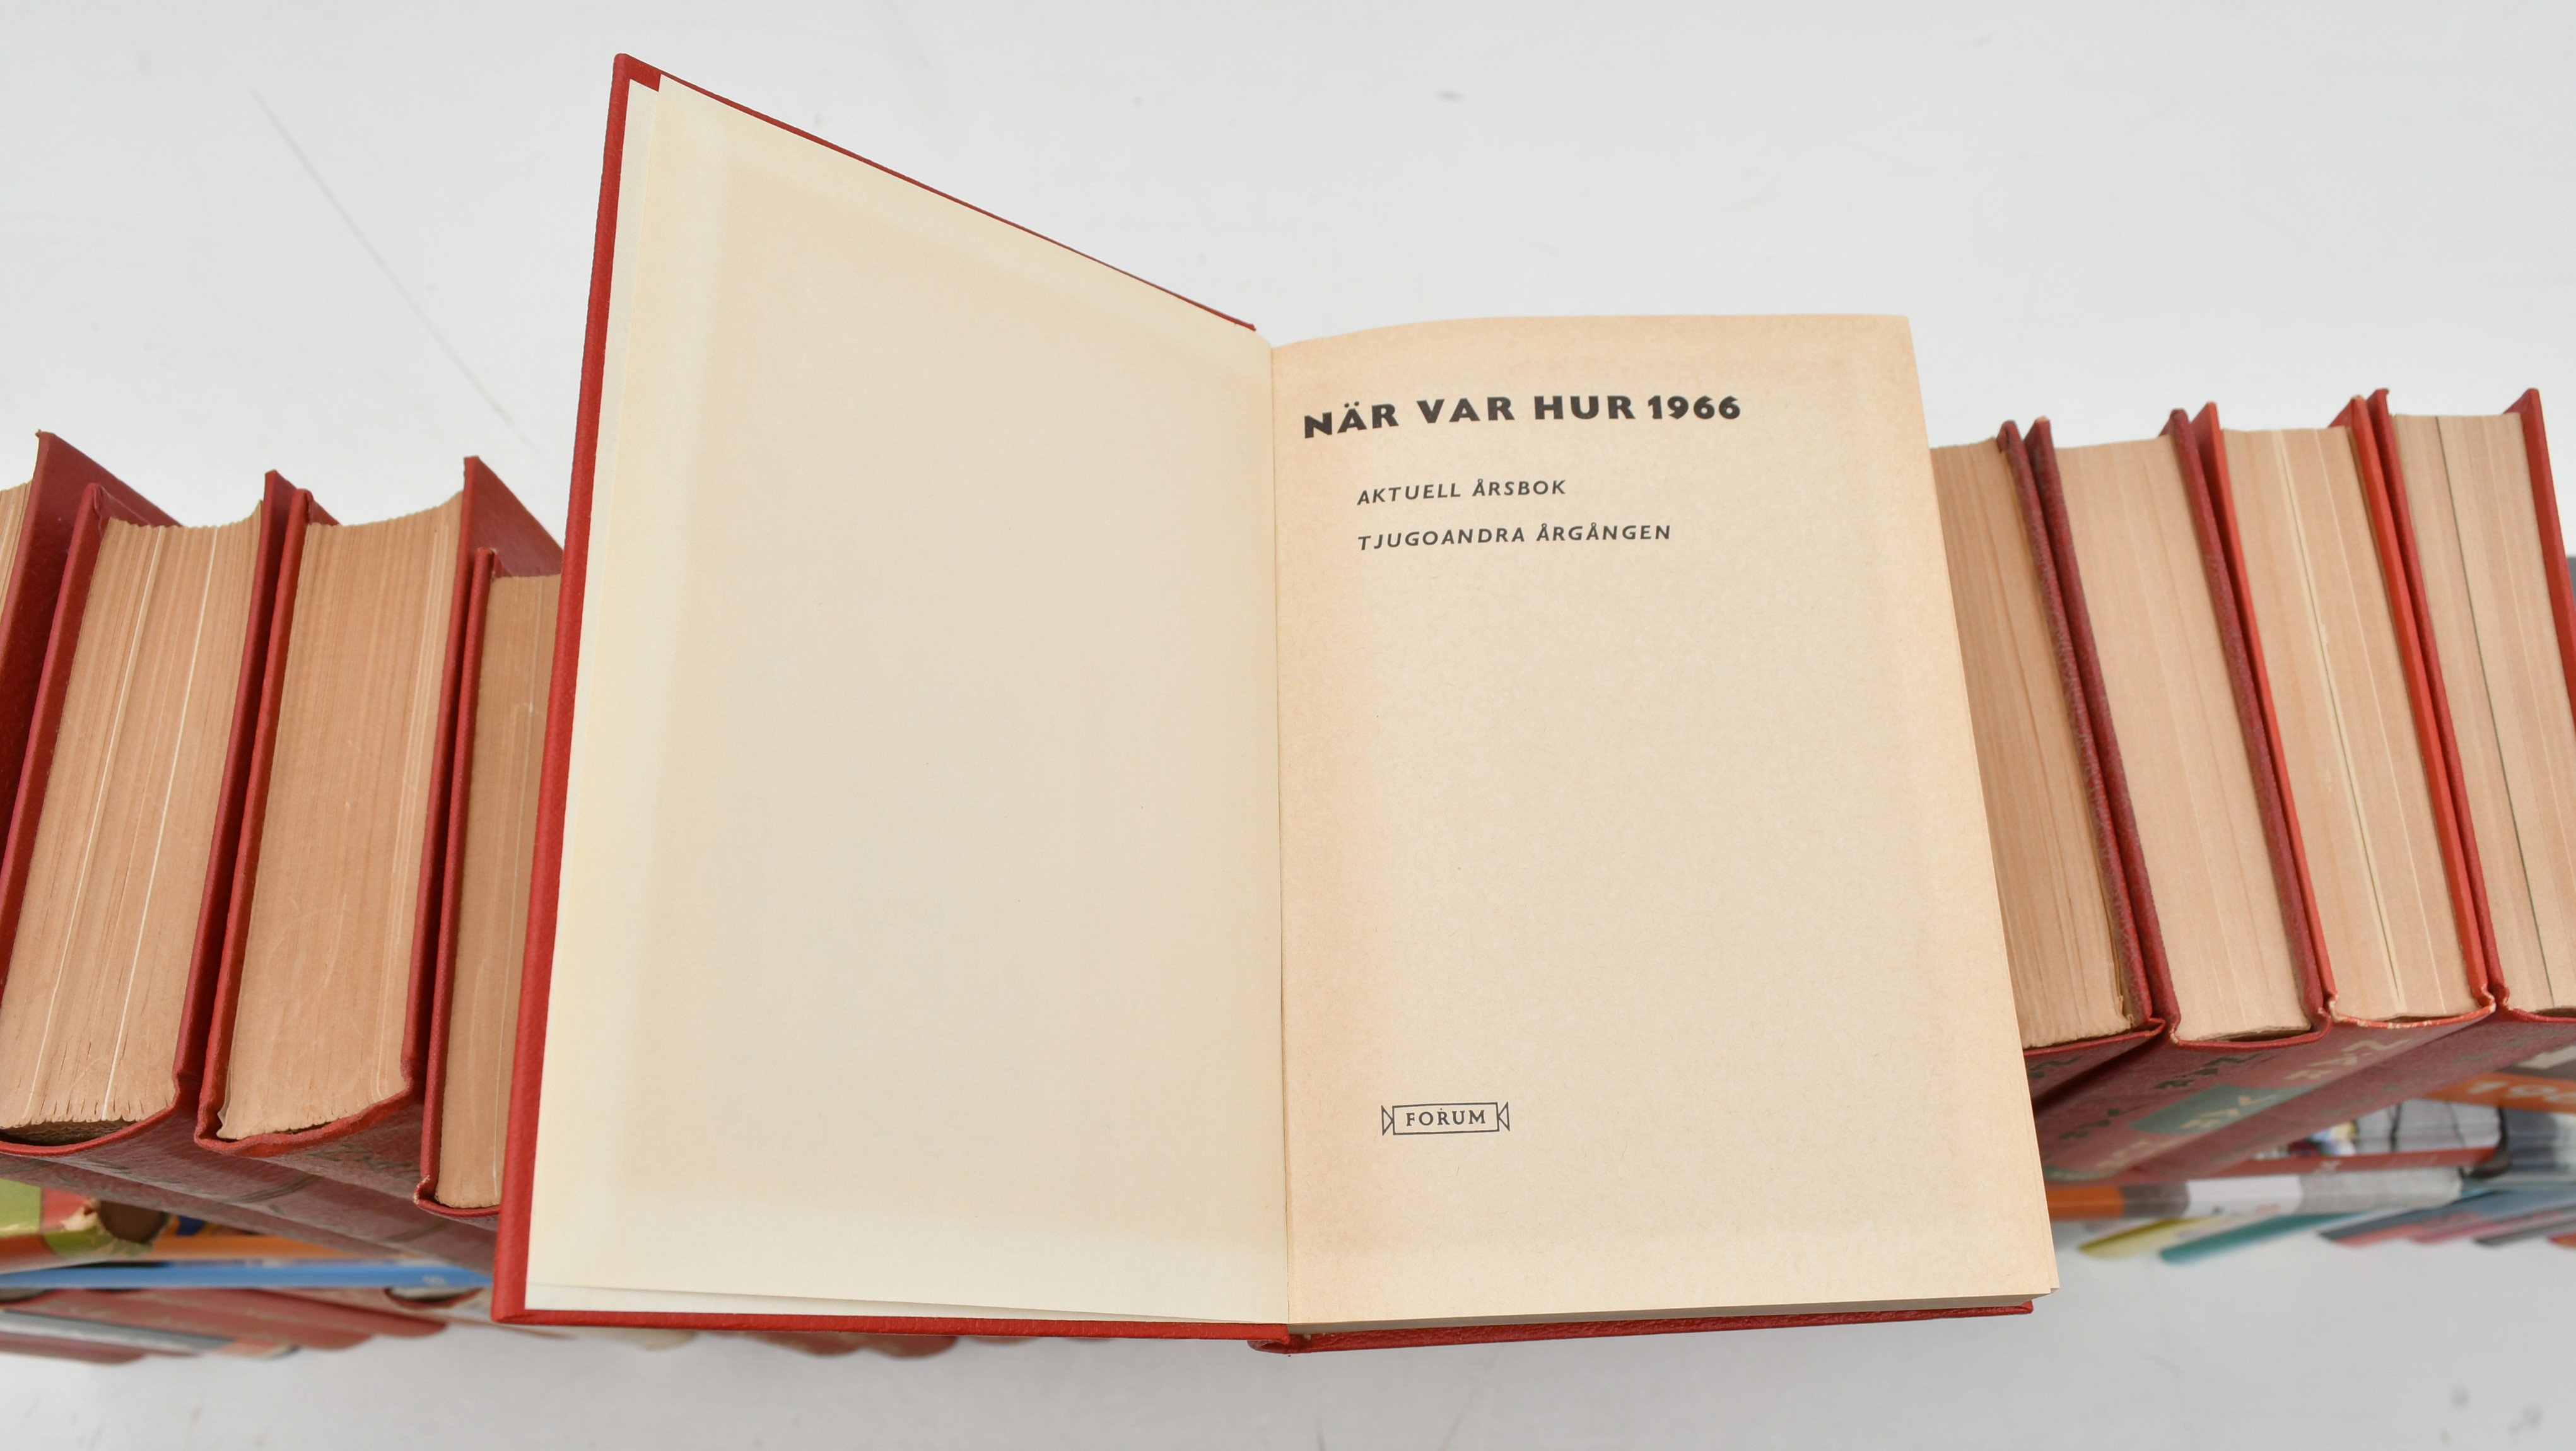 NÄR VAR HUR 1966
AKTUELL ÅRSBOK
TJUGOANDRA ÅRGÅNGEN
FORUM